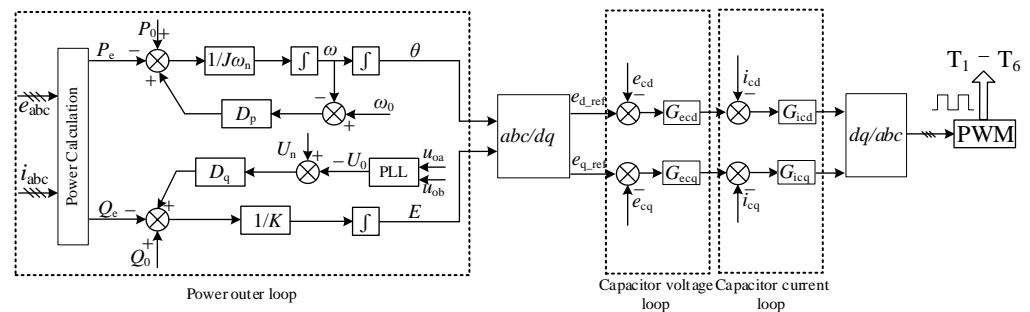 P0
Pe
−
+
+
1/Jωn
∫
ω
∫
θ
−
+
ω0
Dp
eabc
iabc
Power Calculation
Un
+
−U0
PLL
uoa
uob
Dq
Qe
−
+
+
Q0
1/K
∫
E
Power outer loop
abc/dq
ed_ref
eq_ref
ecd
−
Gecd
Gecq
−
ecq
Capacitor voltage
loop
icd
−
Gicd
Gicq
−
icq
Capacitor current
loop
dq/abc
T1 − T6
PWM